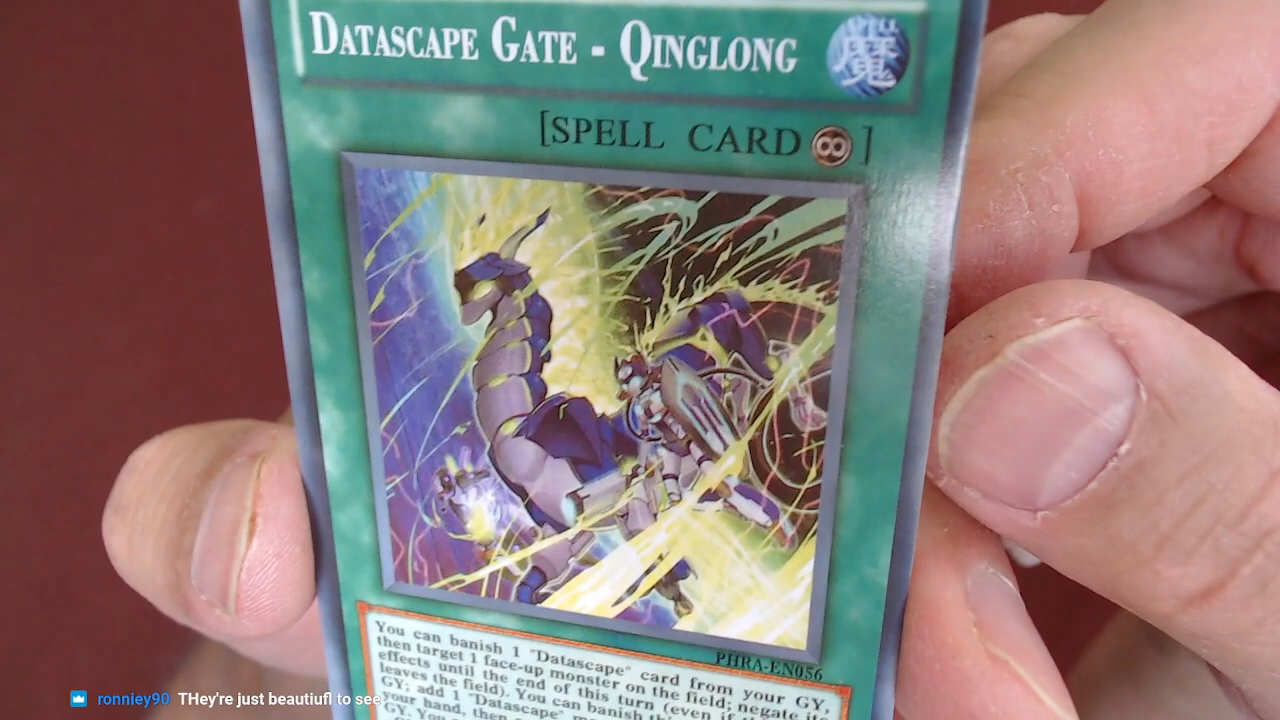 DATASCAPE GATE - QINGLONG
SPELL
魔
[SPELL CARD ]
PHRA-EN056
You can banish 1 "Datascape" card from your GY,
then target 1 face-up monster on the field; negate its
effects until the end of this turn (even if
leaves the field). You can banish
GY; add 1 "Datascape"
your hand, then
GY. You
ronniey90 THey're just beautiufl to see